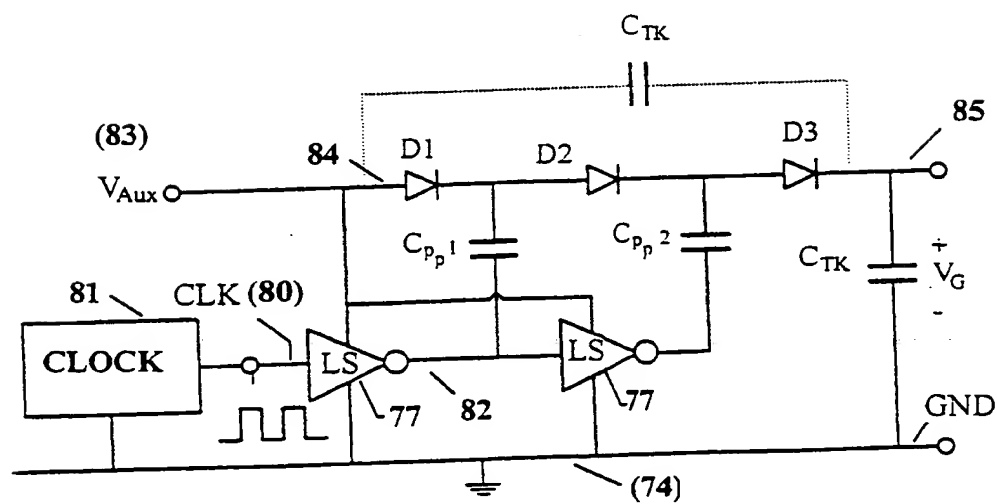 C_TK
(83)
85
D1
D2
D3
84
V_Aux
C_pp1
C_pp2
C_TK
+
V_G
-
81
CLK (80)
CLOCK
LS
LS
77
82
77
GND
(74)